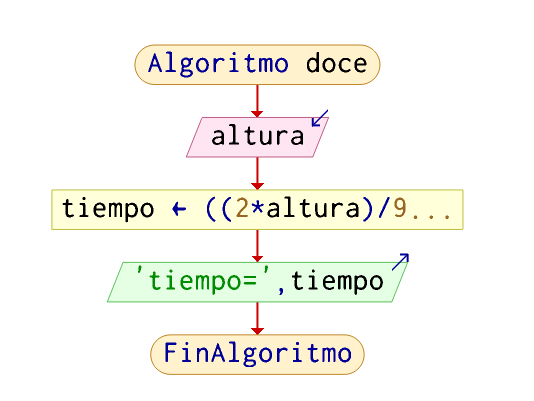 Algoritmo doce
altura
tiempo ← ((2*altura)/9...
'tiempo=',tiempo
FinAlgoritmo